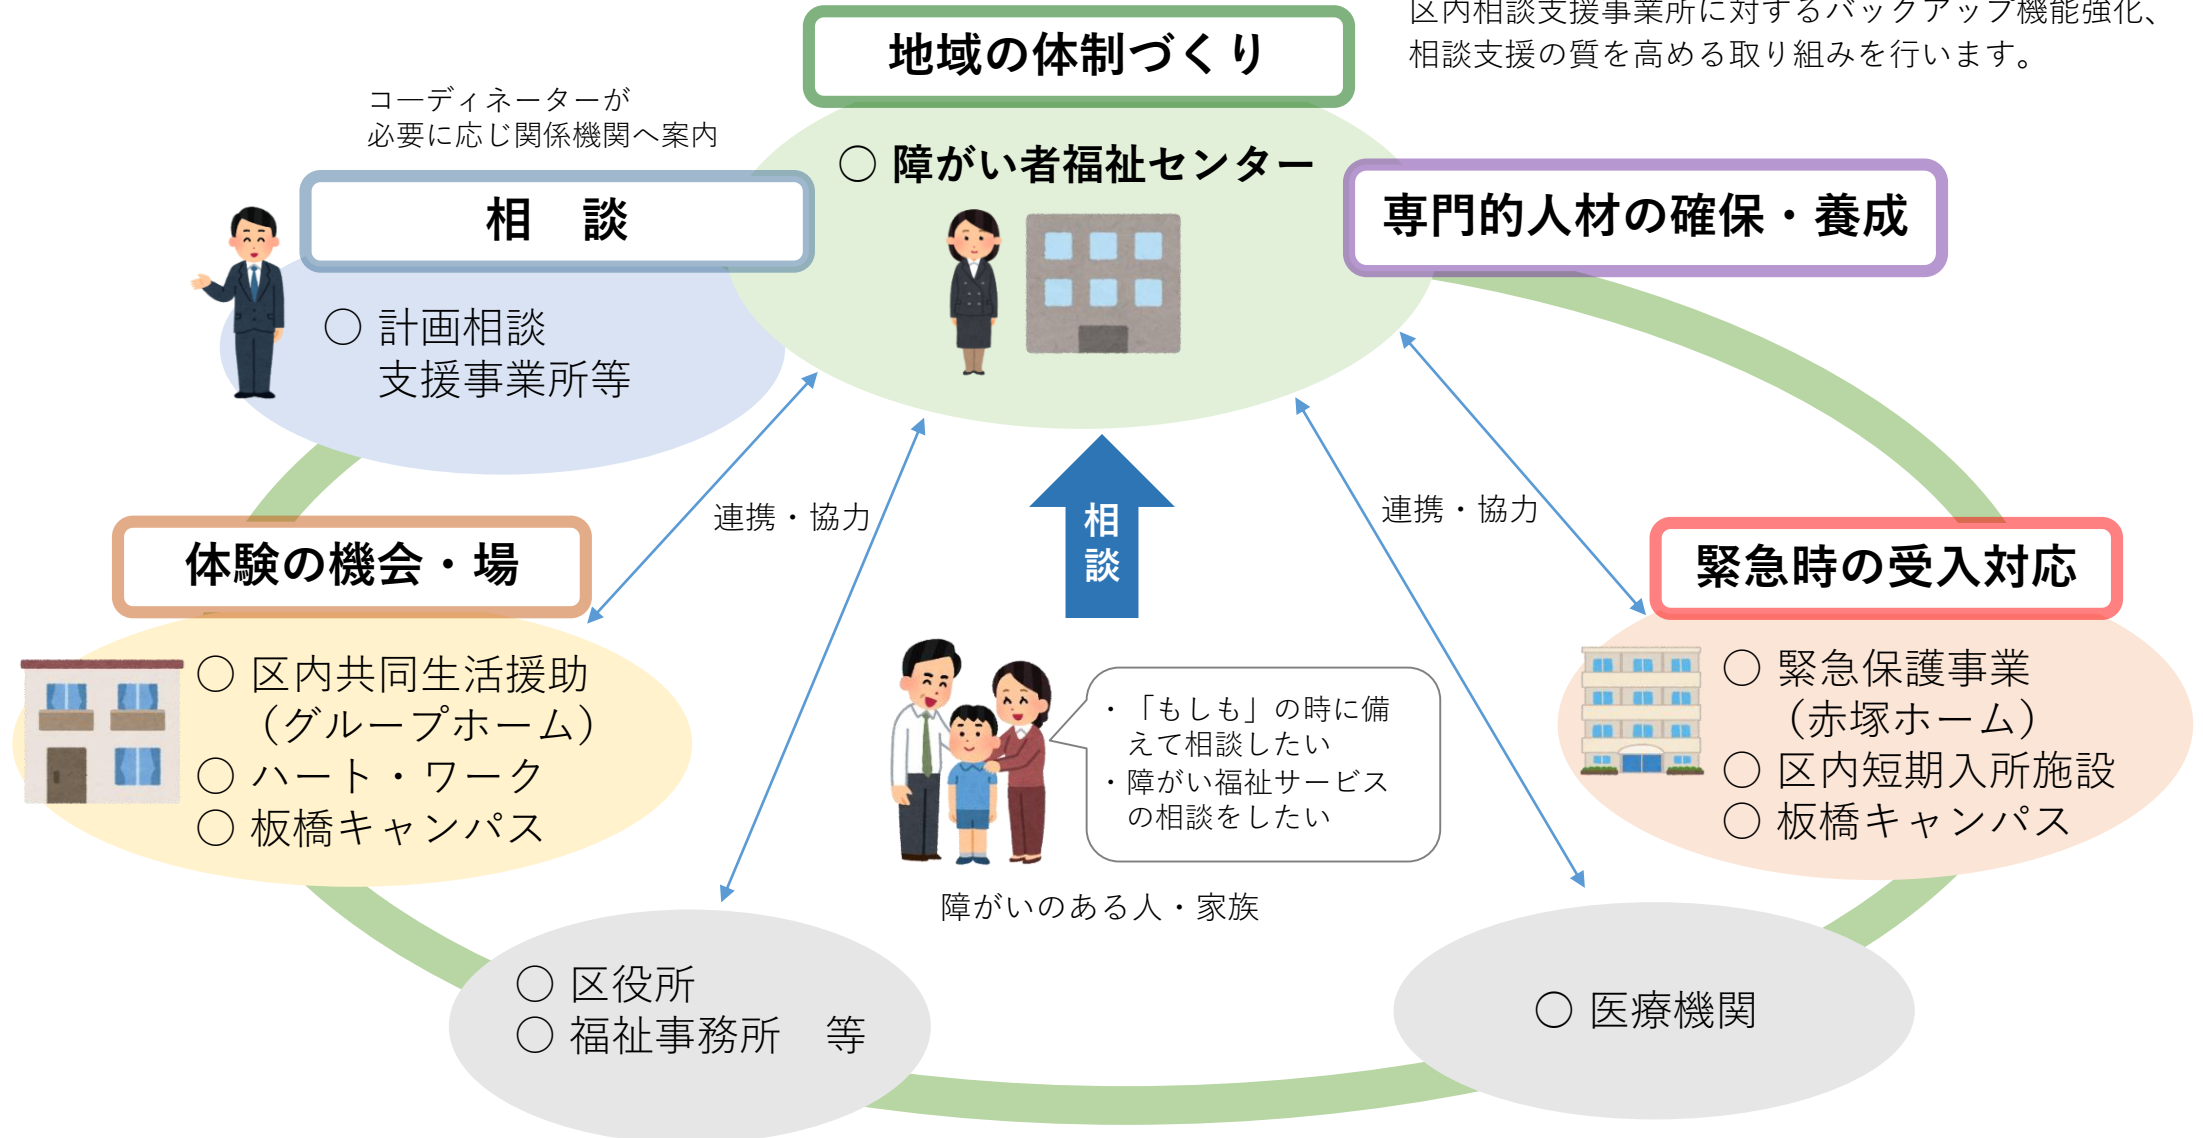 区内相談支援事業所に対するバックアップ機能強化、
相談支援の質を高める取り組みを行います。
地域の体制づくり
コーディネーターが
必要に応じ関係機関へ案内
〇 障がい者福祉センター
相　談
専門的人材の確保・養成
〇 計画相談
支援事業所等
連携・協力
連携・協力
相
談
体験の機会・場
緊急時の受入対応
〇 区内共同生活援助
（グループホーム）
〇 ハート・ワーク
〇 板橋キャンパス
・「もしも」の時に備
えて相談したい
・障がい福祉サービス
の相談をしたい
〇 緊急保護事業
（赤塚ホーム）
〇 区内短期入所施設
〇 板橋キャンパス
障がいのある人・家族
〇 区役所
〇 福祉事務所　等
〇 医療機関